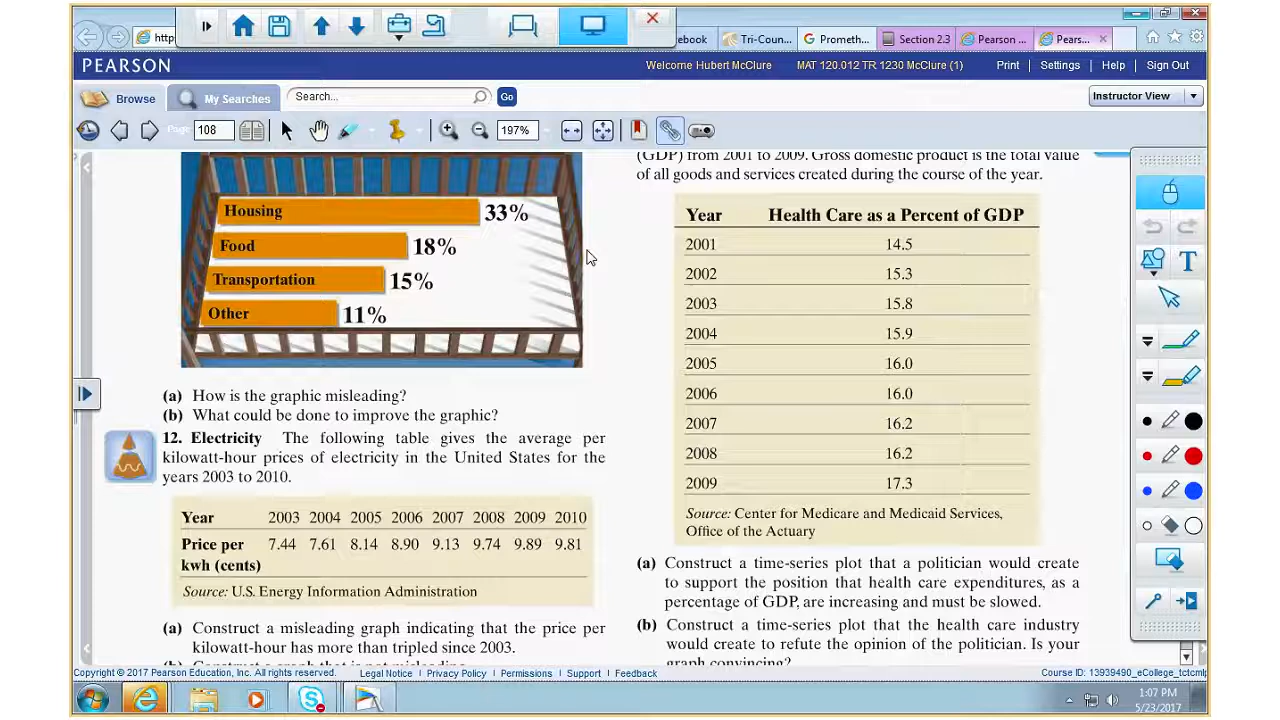 http
ebook
Tri-Coun...
Prometh...
Section 2.3
Pearson ...
Pears...
PEARSON
Welcome Hubert McClure
MAT 120.012 TR 1230 McClure (1)
Print
Settings
Help
Sign Out
Browse
My Searches
Search...
Go
Instructor View
Page
108
197%
Housing 33%
Food 18%
Transportation 15%
Other 11%
(a) How is the graphic misleading?
(b) What could be done to improve the graphic?
12. Electricity The following table gives the average per
kilowatt-hour prices of electricity in the United States for the
years 2003 to 2010.
Year 2003 2004 2005 2006 2007 2008 2009 2010
Price per 7.44 7.61 8.14 8.90 9.13 9.74 9.89 9.81
kwh (cents)
Source: U.S. Energy Information Administration
(a) Construct a misleading graph indicating that the price per
kilowatt-hour has more than tripled since 2003.
(b) Construct a graph that is not misleading.
(GDP) from 2001 to 2009. Gross domestic product is the total value
of all goods and services created during the course of the year.
Year Health Care as a Percent of GDP
2001 14.5
2002 15.3
2003 15.8
2004 15.9
2005 16.0
2006 16.0
2007 16.2
2008 16.2
2009 17.3
Source: Center for Medicare and Medicaid Services,
Office of the Actuary
(a) Construct a time-series plot that a politician would create
to support the position that health care expenditures, as a
percentage of GDP, are increasing and must be slowed.
(b) Construct a time-series plot that the health care industry
would create to refute the opinion of the politician. Is your
graph convincing?
T
Copyright © 2017 Pearson Education, Inc. All rights reserved.
Legal Notice | Privacy Policy | Permissions | Support | Feedback
Course ID: 13939490_eCollege_tctcmlp
1:07 PM
5/23/2017